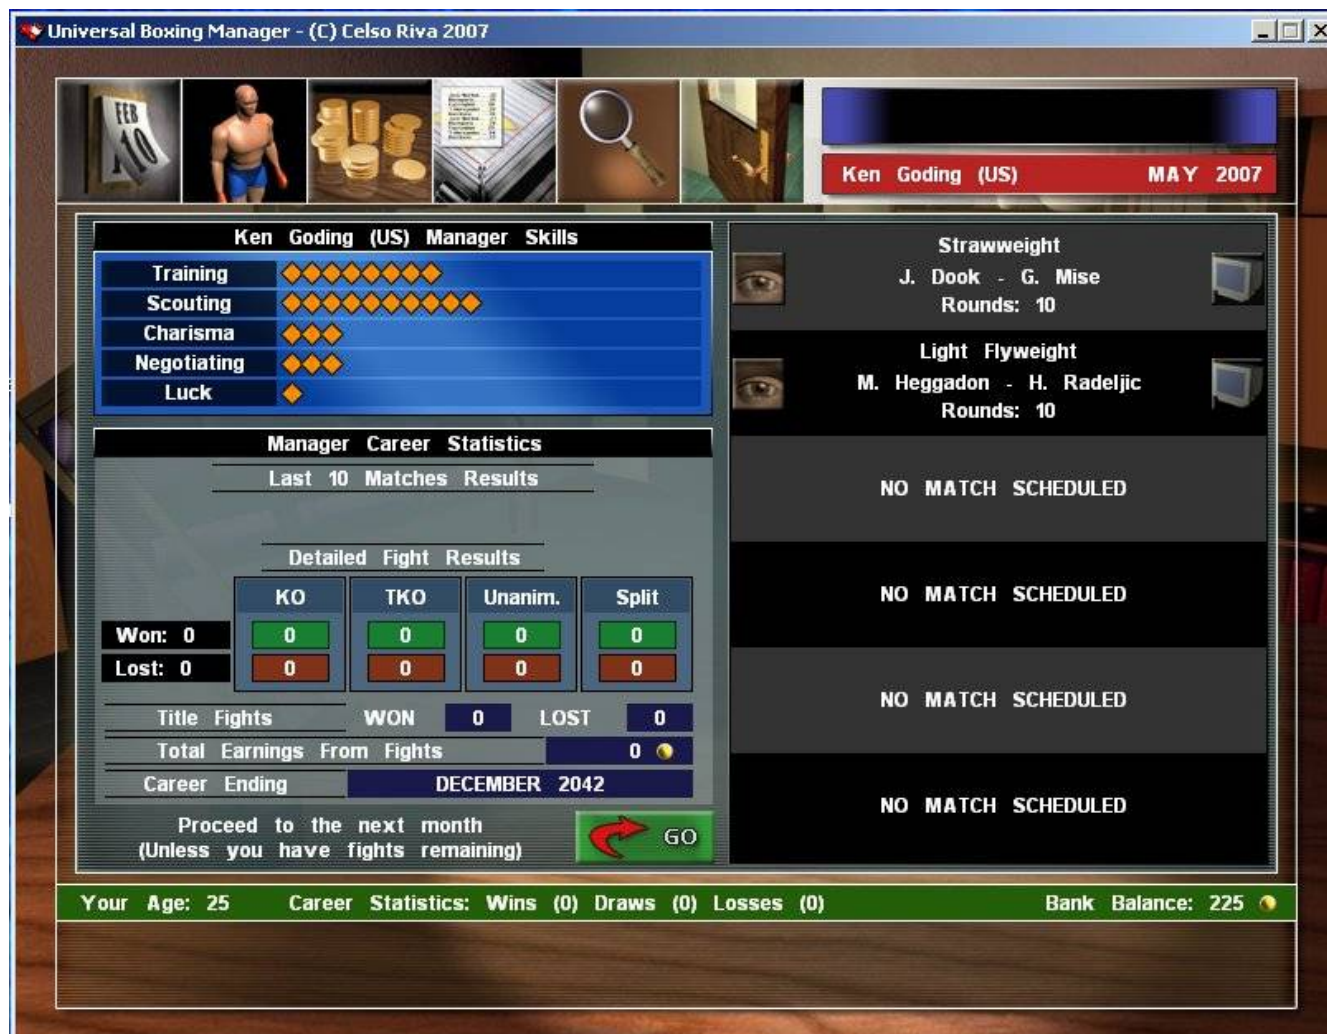 Universal Boxing Manager - (C) Celso Riva 2007
FEB
10
Ken Goding (US) MAY 2007
Ken Goding (US) Manager Skills
Training
Scouting
Charisma
Negotiating
Luck
Manager Career Statistics
Last 10 Matches Results
Detailed Fight Results
KO TKO Unanim. Split
Won: 0 0 0 0 0
Lost: 0 0 0 0 0
Title Fights WON 0 LOST 0
Total Earnings From Fights 0
Career Ending DECEMBER 2042
Proceed to the next month
(Unless you have fights remaining)
GO
Strawweight
J. Dook - G. Mise
Rounds: 10
Light Flyweight
M. Heggadon - H. Radeljic
Rounds: 10
NO MATCH SCHEDULED
NO MATCH SCHEDULED
NO MATCH SCHEDULED
NO MATCH SCHEDULED
Your Age: 25 Career Statistics: Wins (0) Draws (0) Losses (0) Bank Balance: 225